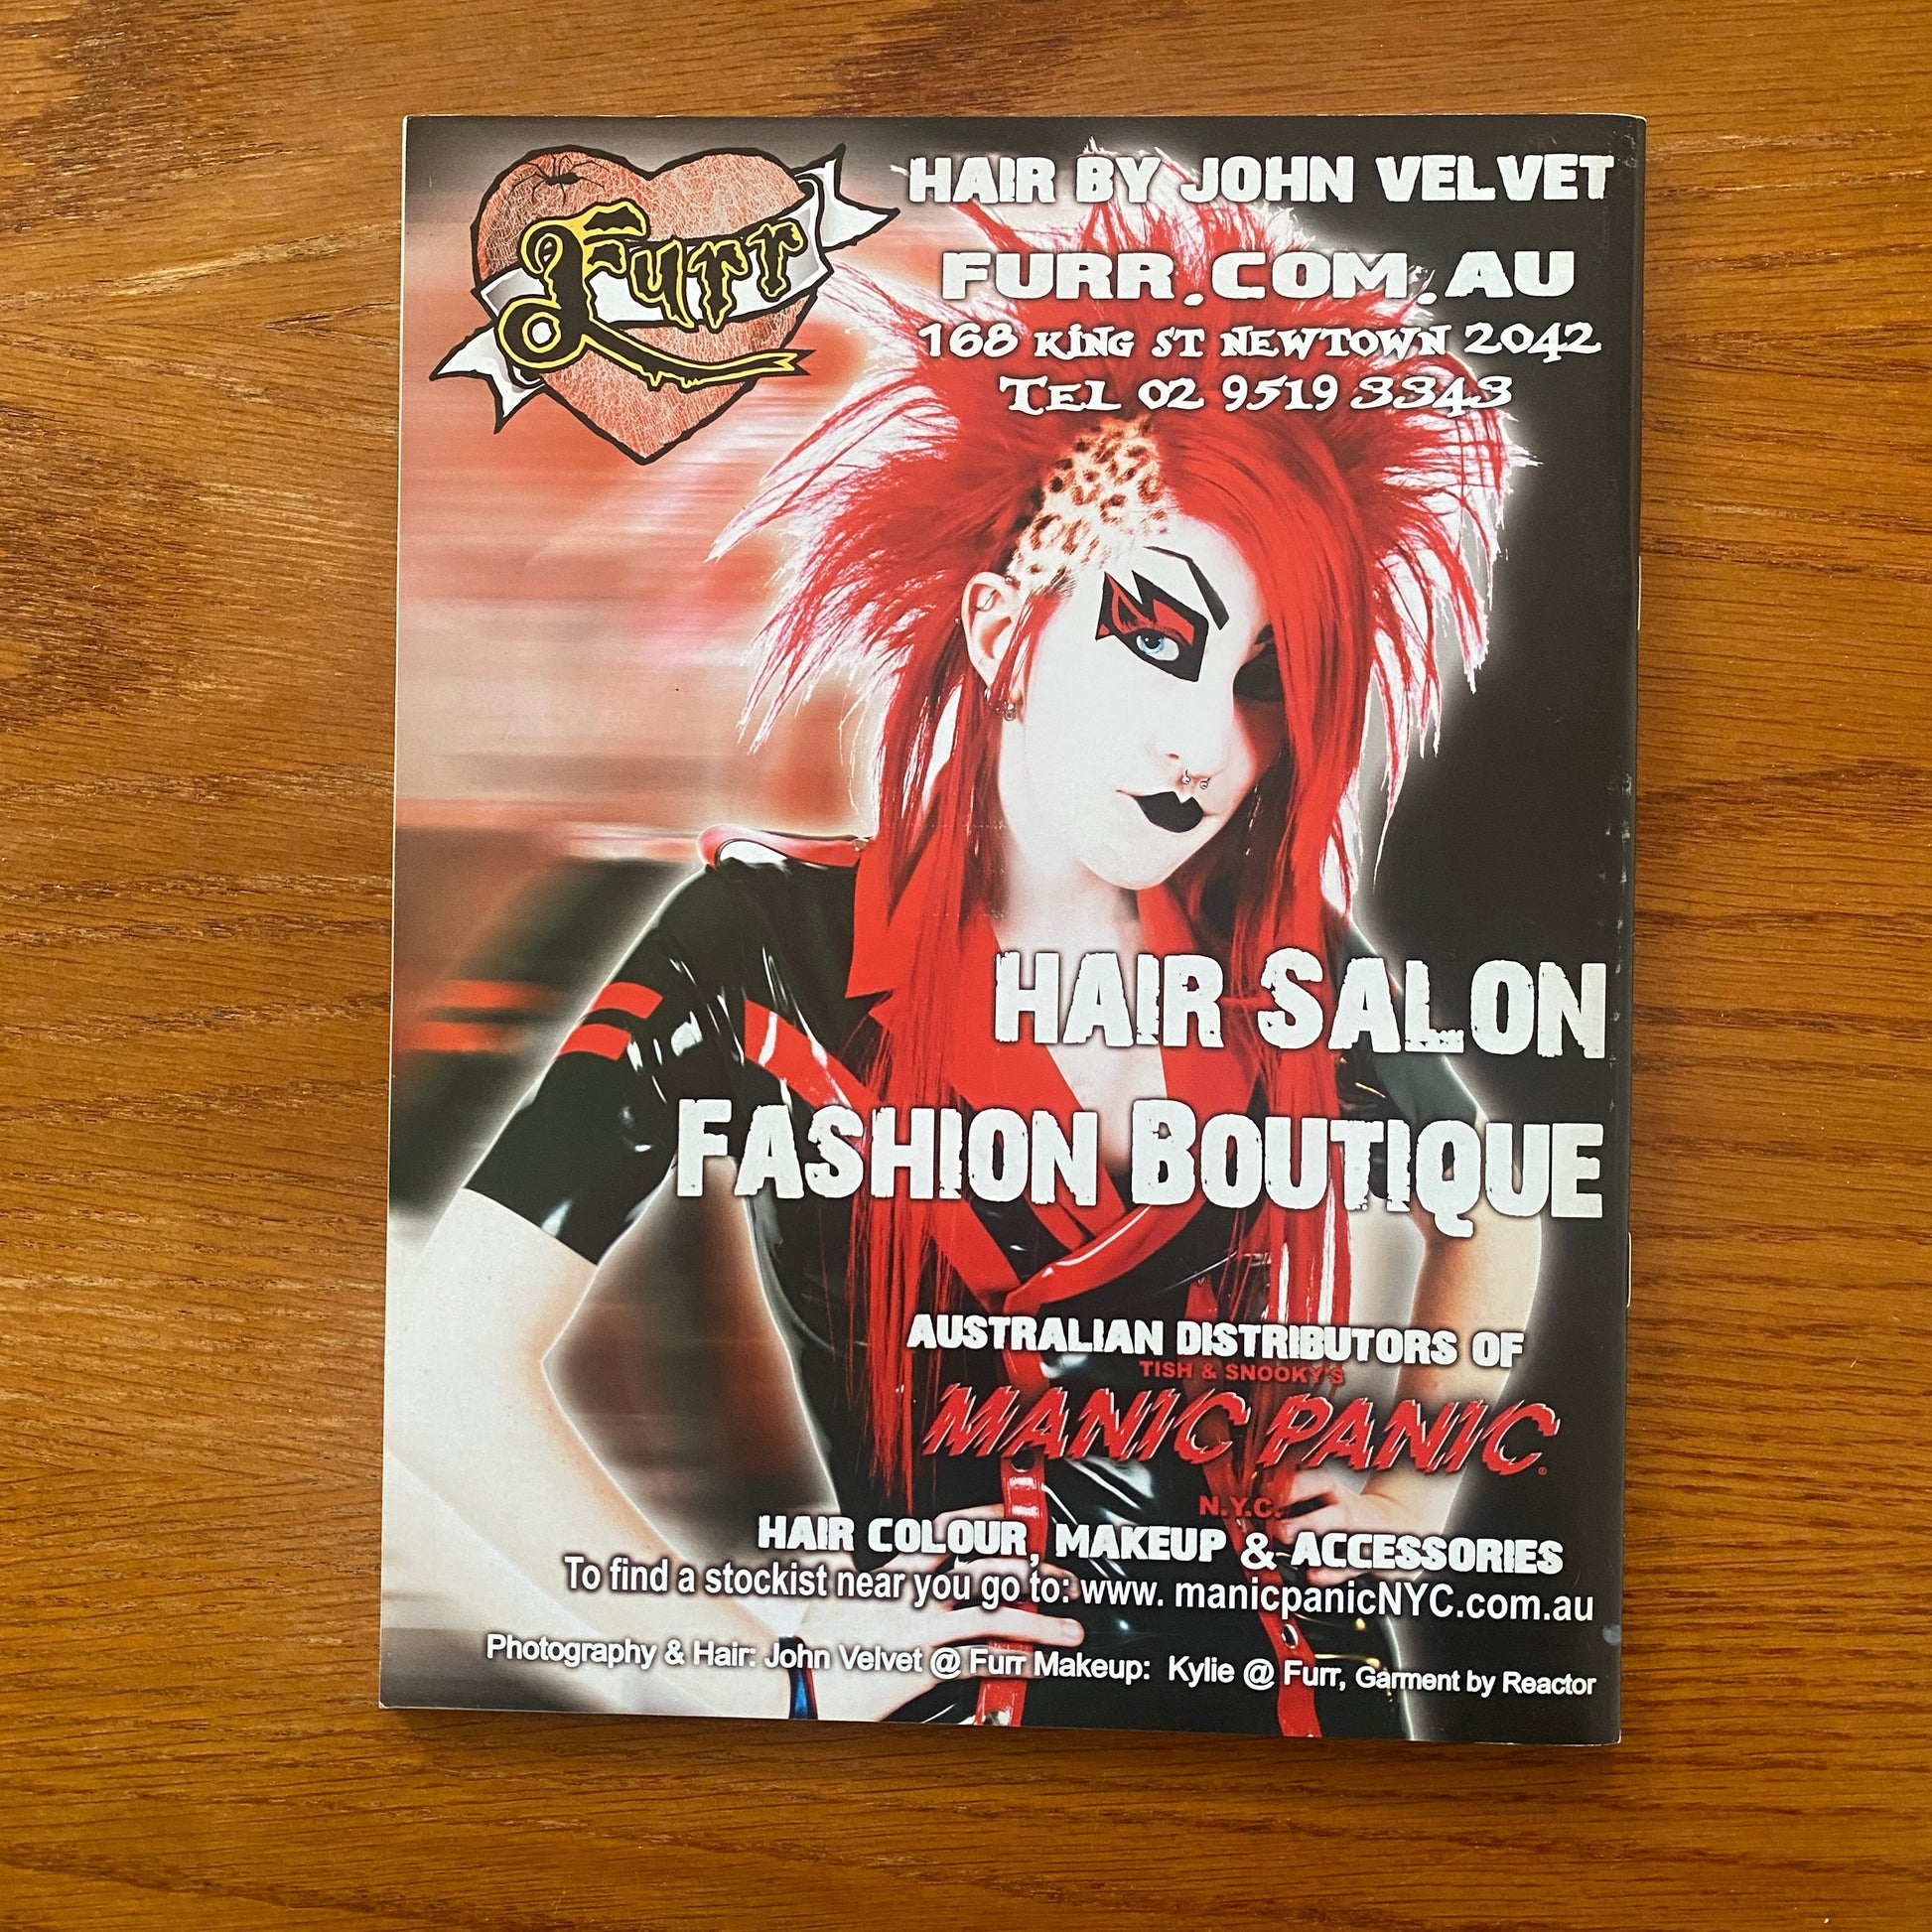 Furr
HAIR BY JOHN VELVET
FURR.COM.AU
168 KING ST NEWTOWN 2042
TEL 02 9519 3343
HAIR SALON
FASHION BOUTIQUE
AUSTRALIAN DISTRIBUTORS OF
TISH & SNOOKY'S
MANIC PANIC®
N.Y.C.
HAIR COLOUR, MAKEUP & ACCESSORIES
To find a stockist near you go to: www. manicpanicNYC.com.au
Photography & Hair: John Velvet @ Furr Makeup: Kylie @ Furr, Garment by Reactor